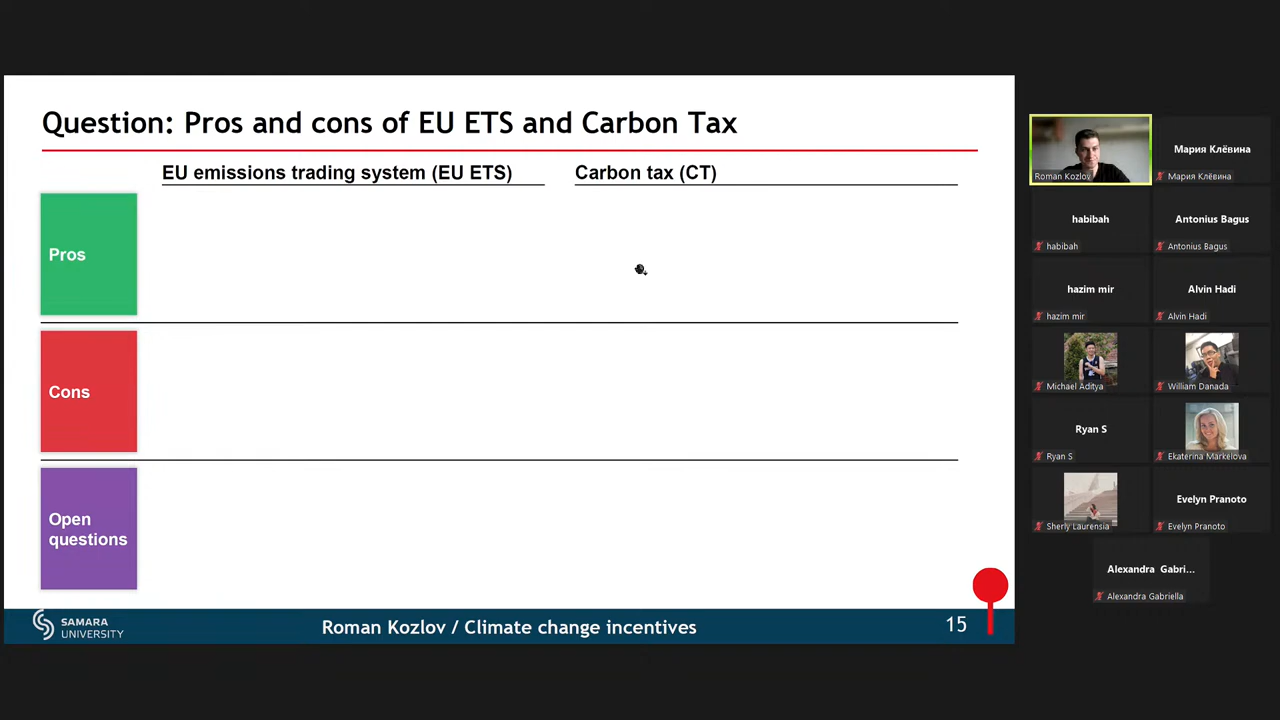 Question: Pros and cons of EU ETS and Carbon Tax
EU emissions trading system (EU ETS)
Carbon tax (CT)
Pros
Cons
Open
questions
SAMARA
UNIVERSITY
Roman Kozlov / Climate change incentives
15
Roman Kozlov
Мария Клёвина
Мария Клёвина
habibah
habibah
Antonius Bagus
Antonius Bagus
hazim mir
hazim mir
Alvin Hadi
Alvin Hadi
Michael Aditya
William Danada
Ryan S
Ryan S
Ekaterina Markelova
Sherly Laurensia
Evelyn Pranoto
Evelyn Pranoto
Alexandra Gabri...
Alexandra Gabriella